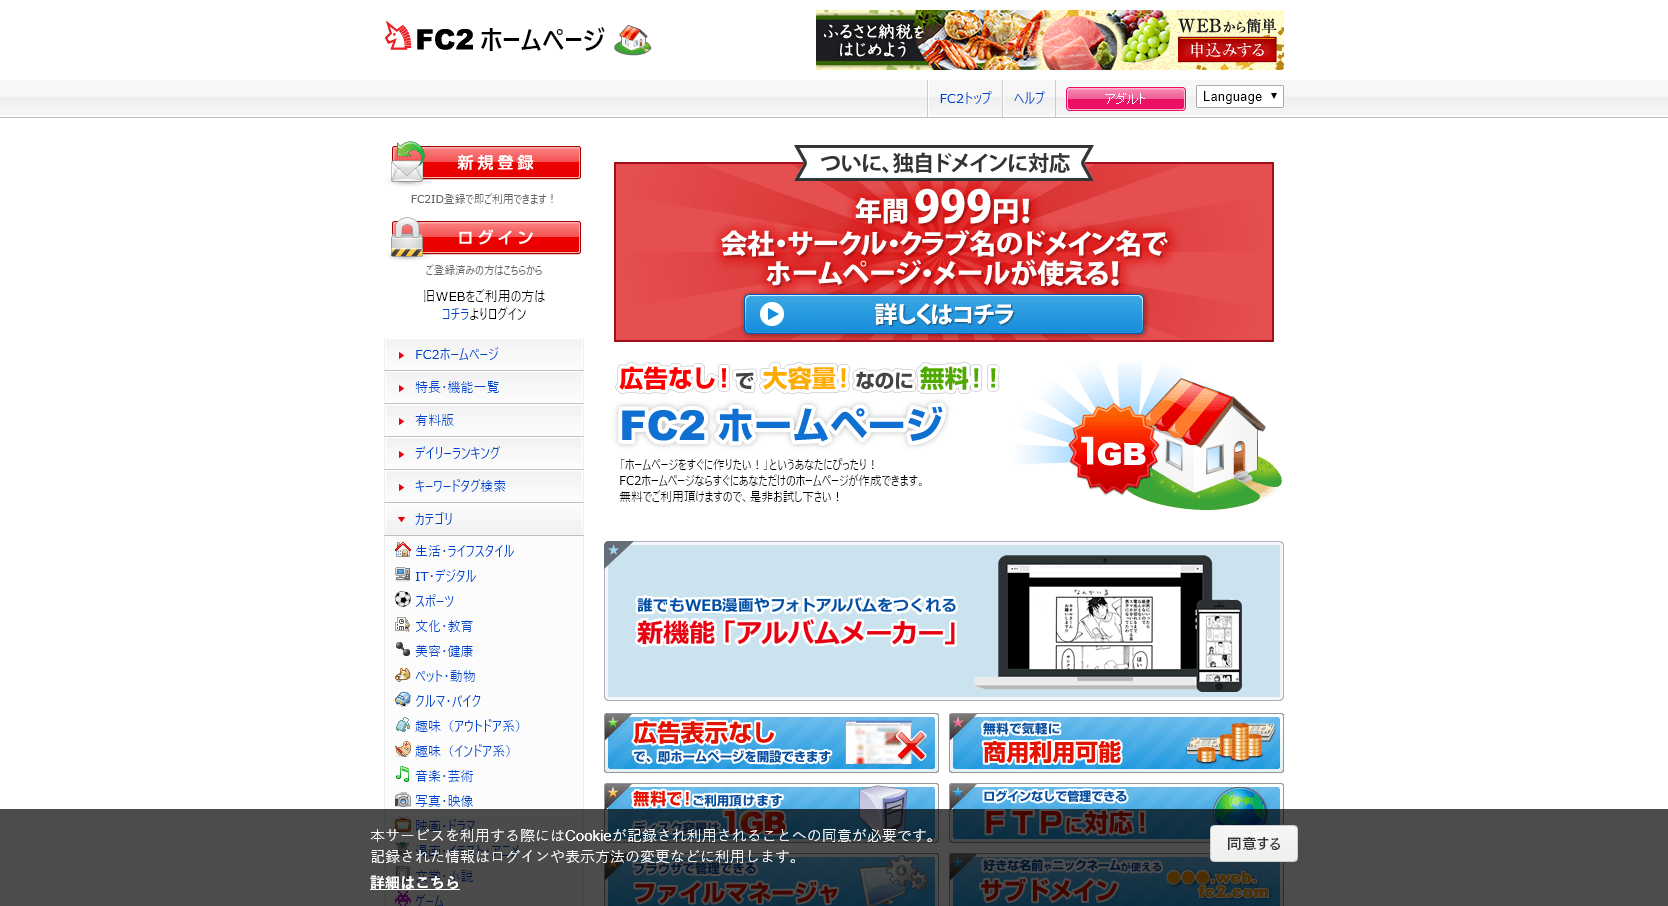 FC2 ホームページ
ふるさと納税を
はじめよう
WEBから簡単
申込みする
FC2トップ
ヘルプ
アダルト
Language
新規登録
FC2ID登録で即ご利用できます！
ログイン
ご登録済みの方はこちらから
旧WEBをご利用の方は
コチラよりログイン
FC2ホームページ
特長・機能一覧
有料版
デイリーランキング
キーワードタグ検索
カテゴリ
生活・ライフスタイル
IT・デジタル
スポーツ
文化・教育
美容・健康
ペット・動物
クルマ・バイク
趣味（アウトドア系）
趣味（インドア系）
音楽・芸術
写真・映像
映画・ドラマ
文学・小説
ゲーム
ついに、独自ドメインに対応
年間 999円！
会社・サークル・クラブ名のドメイン名で
ホームページ・メールが使える！
詳しくはコチラ
広告なし！で 大容量！なのに 無料！！
FC2 ホームページ
「ホームページをすぐに作りたい！」というあなたにぴったり！
FC2ホームページならすぐにあなただけのホームページが作成できます。
無料でご利用頂けますので、是非お試し下さい！
1GB
誰でもWEB漫画やフォトアルバムをつくれる
新機能「アルバムメーカー」
広告表示なし
で、即ホームページを開設できます
無料で気軽に
商用利用可能
無料で！ご利用頂けます
ディスク容量は1GB
ログインなしで管理できる
FTPに対応！
ブラウザで管理できる
ファイルマネージャ
好きな名前やニックネームが使える
サブドメイン
●●●.web.
fc2.com
本サービスを利用する際にはCookieが記録され利用されることへの同意が必要です。
記録された情報はログインや表示方法の変更などに利用します。
詳細はこちら
同意する